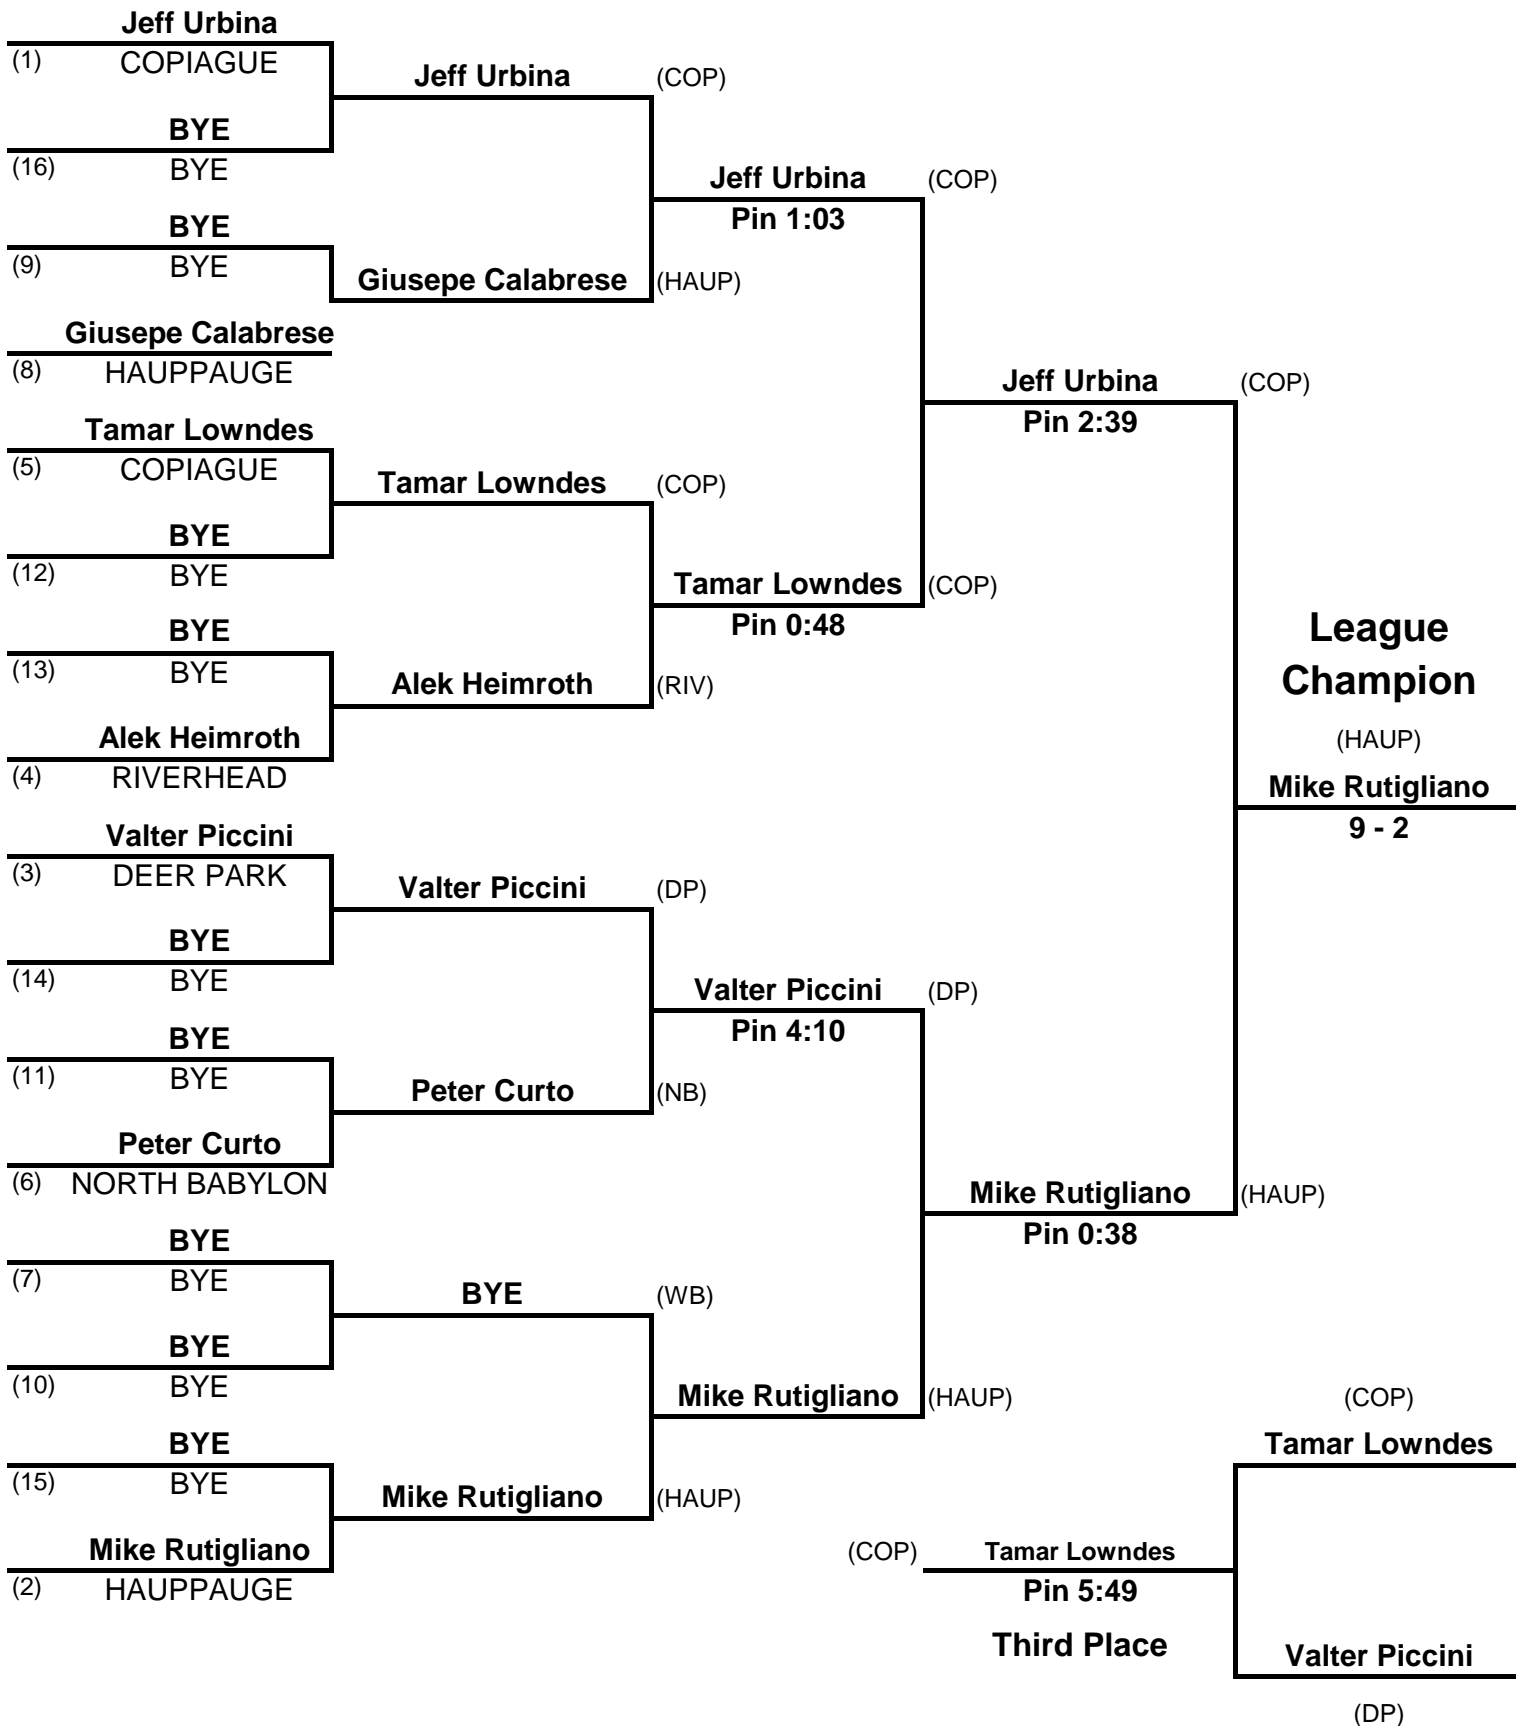 Jeff Urbina
(1) COPIAGUE
Jeff Urbina (COP)
BYE
(16) BYE
Jeff Urbina (COP)
Pin 1:03
BYE
(9) BYE
Giusepe Calabrese (HAUP)
Giusepe Calabrese
(8) HAUPPAUGE
Jeff Urbina (COP)
Pin 2:39
Tamar Lowndes
(5) COPIAGUE
Tamar Lowndes (COP)
BYE
(12) BYE
Tamar Lowndes (COP)
Pin 0:48
BYE
(13) BYE
Alek Heimroth (RIV)
Alek Heimroth
(4) RIVERHEAD
League
Champion
(HAUP)
Mike Rutigliano
9 - 2
Valter Piccini
(3) DEER PARK
Valter Piccini (DP)
BYE
(14) BYE
Valter Piccini (DP)
Pin 4:10
BYE
(11) BYE
Peter Curto (NB)
Peter Curto
(6) NORTH BABYLON
Mike Rutigliano (HAUP)
Pin 0:38
BYE
(7) BYE
BYE (WB)
BYE
(10) BYE
Mike Rutigliano (HAUP)
BYE
(15) BYE
Mike Rutigliano (HAUP)
Mike Rutigliano
(2) HAUPPAUGE
(COP)
Tamar Lowndes
(COP) Tamar Lowndes
Pin 5:49
Third Place
Valter Piccini
(DP)